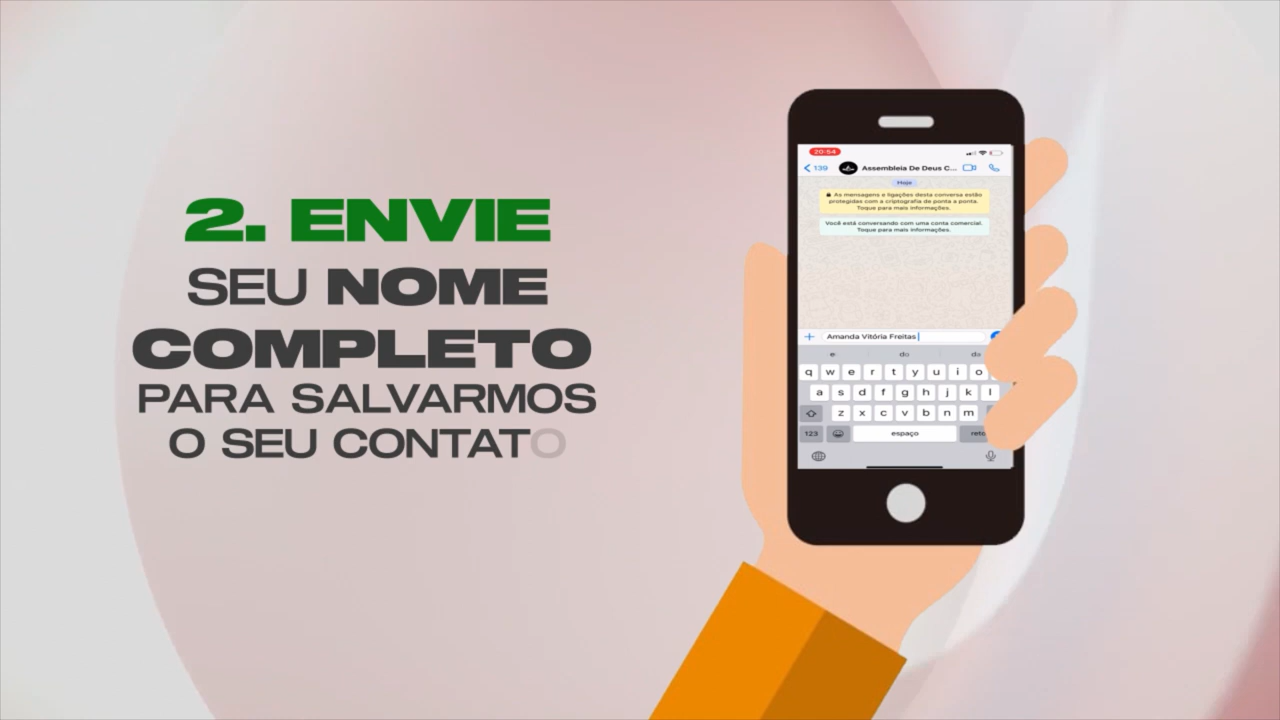 2. ENVIE
SEU NOME
COMPLETO
PARA SALVARMOS
O SEU CONTATO
20:54
139
Assembleia De Deus C...
Hoje
As mensagens e ligações desta conversa estão
protegidas com a criptografia de ponta a ponta.
Toque para mais informações.
Você está conversando com uma conta comercial.
Toque para mais informações.
Amanda Vitória Freitas
e do do
q w e r t y u i o
a s d f g h j k l
z x c v b n m
123 espaço reto